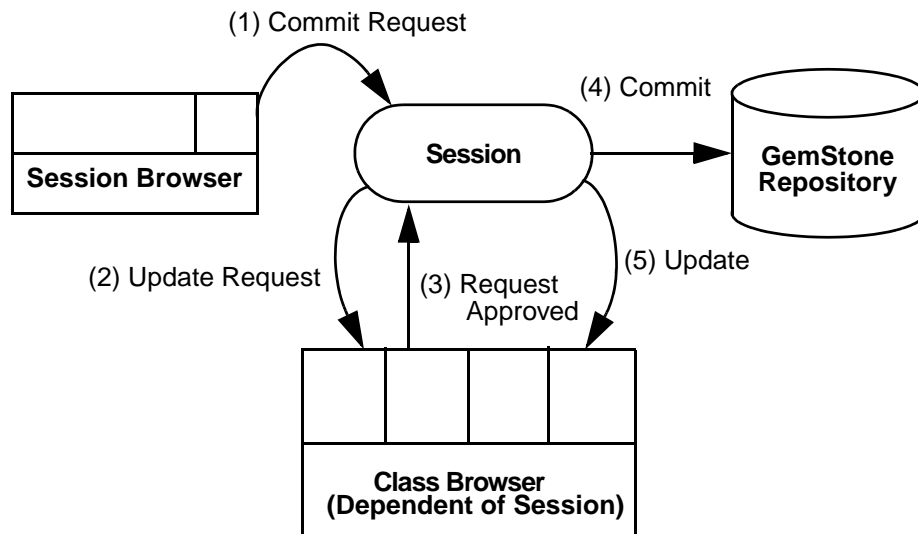 (1) Commit Request
(4) Commit
Session Browser
Session
GemStone
Repository
(2) Update Request
(3) Request
Approved
(5) Update
Class Browser
(Dependent of Session)